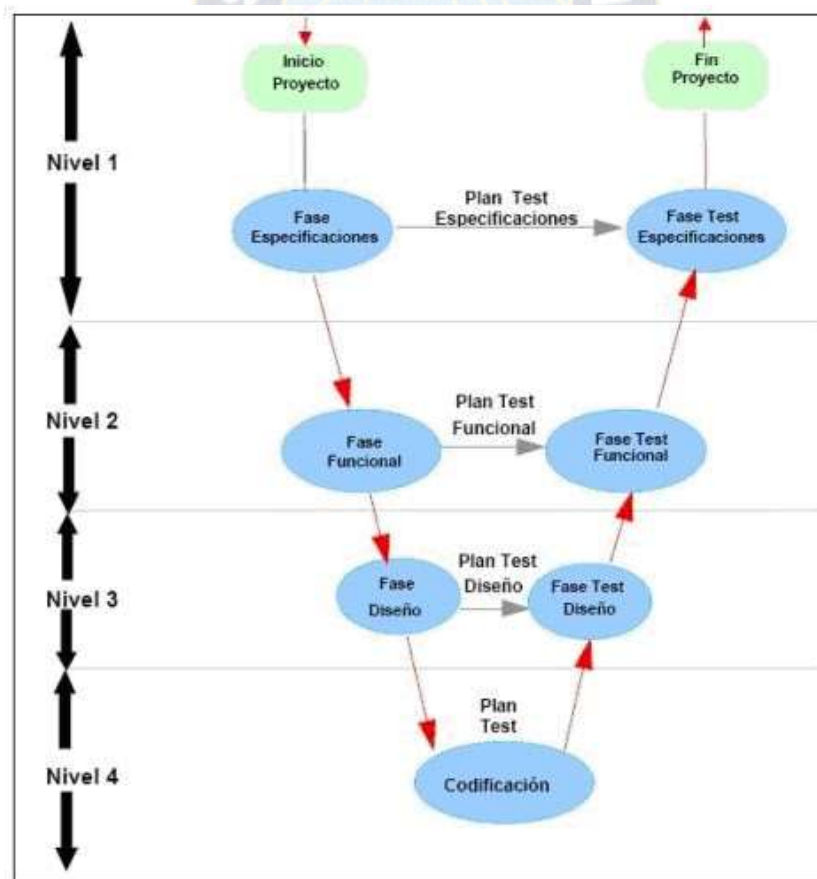 Inicio
Proyecto
Fin
Proyecto
Nivel 1
Fase
Especificaciones
Plan Test
Especificaciones
Fase Test
Especificaciones
Nivel 2
Fase
Funcional
Plan Test
Funcional
Fase Test
Funcional
Nivel 3
Fase
Diseño
Plan Test
Diseño
Fase Test
Diseño
Nivel 4
Plan
Test
Codificación